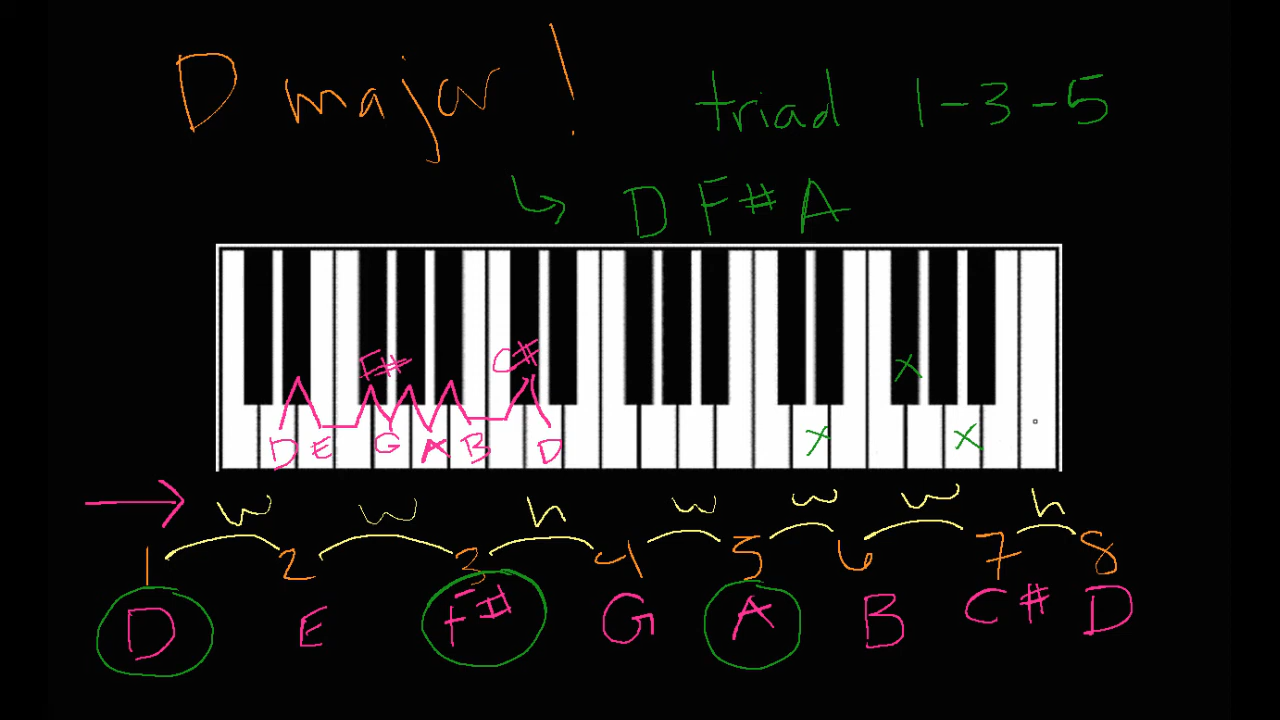 D major! triad 1-3-5
D F# A
F# C#
D E G A B D
w w h w w w h
1 2 3 4 5 6 7 8
D E F# G A B C# D